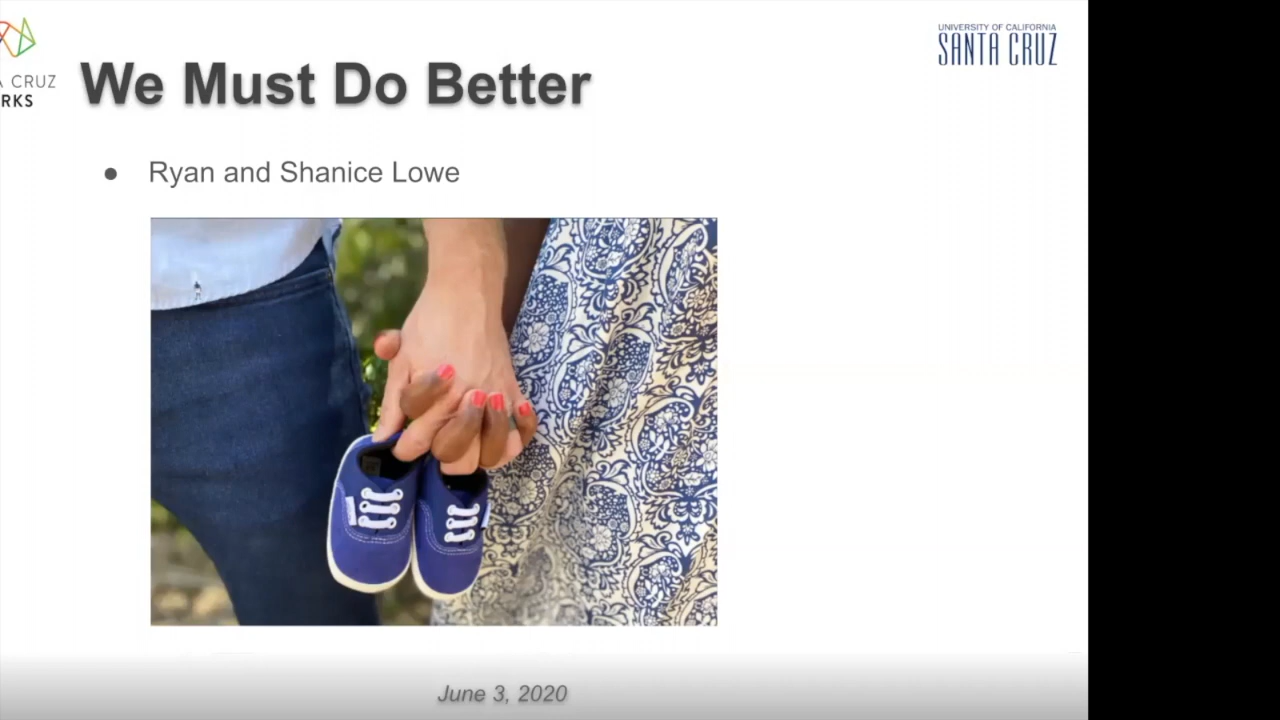 UNIVERSITY OF CALIFORNIA
SANTA CRUZ
CRUZ
RKS
We Must Do Better
● Ryan and Shanice Lowe
June 3, 2020